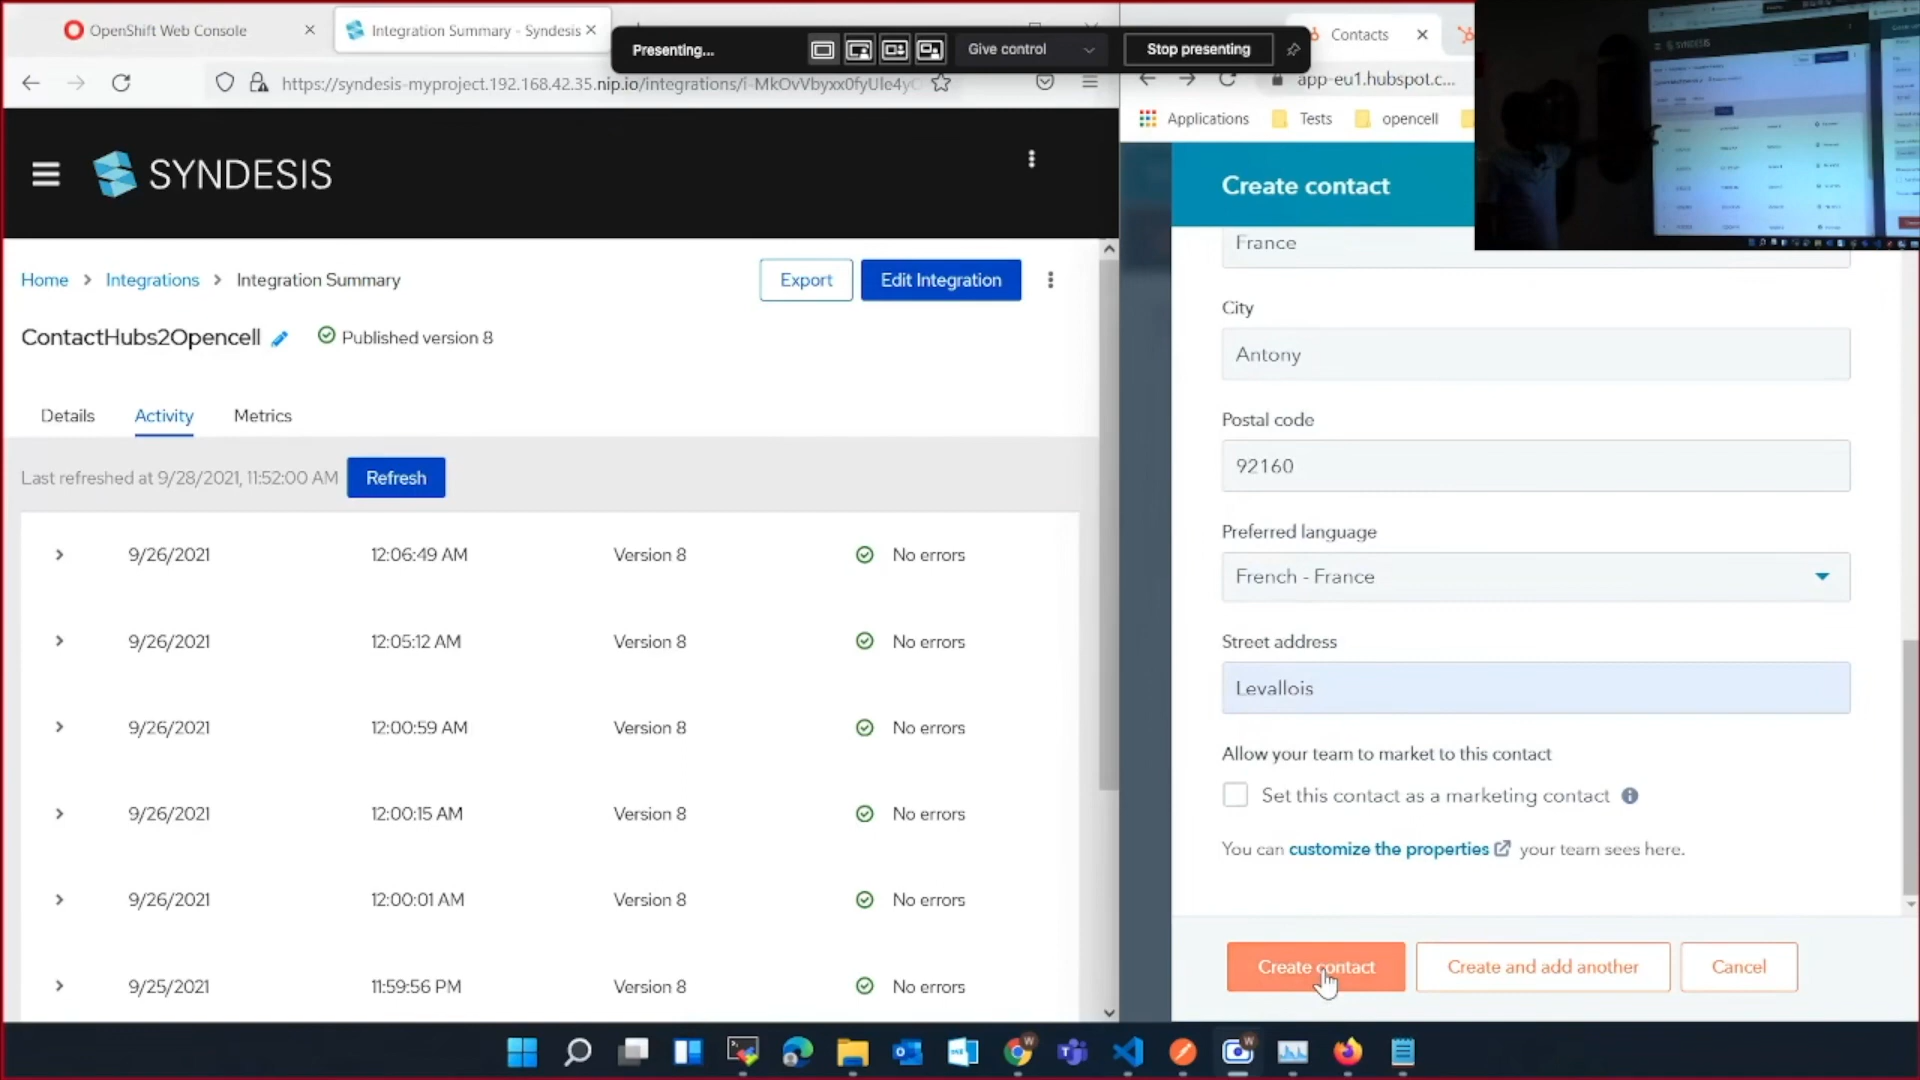 OpenShift Web Console
Integration Summary - Syndesis
Presenting...
Give control
Stop presenting
Contacts
https://syndesis-myproject.192.168.42.35.nip.io/integrations/i-MkOvVbyxx0fyUle4yC
app-eu1.hubspot.c...
Applications
Tests
opencell
SYNDESIS
Create contact
Home > Integrations > Integration Summary
Export
Edit Integration
ContactHubs2Opencell
Published version 8
Details
Activity
Metrics
Last refreshed at 9/28/2021, 11:52:00 AM
Refresh
9/26/2021 12:06:49 AM Version 8 No errors
9/26/2021 12:05:12 AM Version 8 No errors
9/26/2021 12:00:59 AM Version 8 No errors
9/26/2021 12:00:15 AM Version 8 No errors
9/26/2021 12:00:01 AM Version 8 No errors
9/25/2021 11:59:56 PM Version 8 No errors
France
City
Antony
Postal code
92160
Preferred language
French - France
Street address
Levallois
Allow your team to market to this contact
Set this contact as a marketing contact
You can customize the properties your team sees here.
Create contact
Create and add another
Cancel